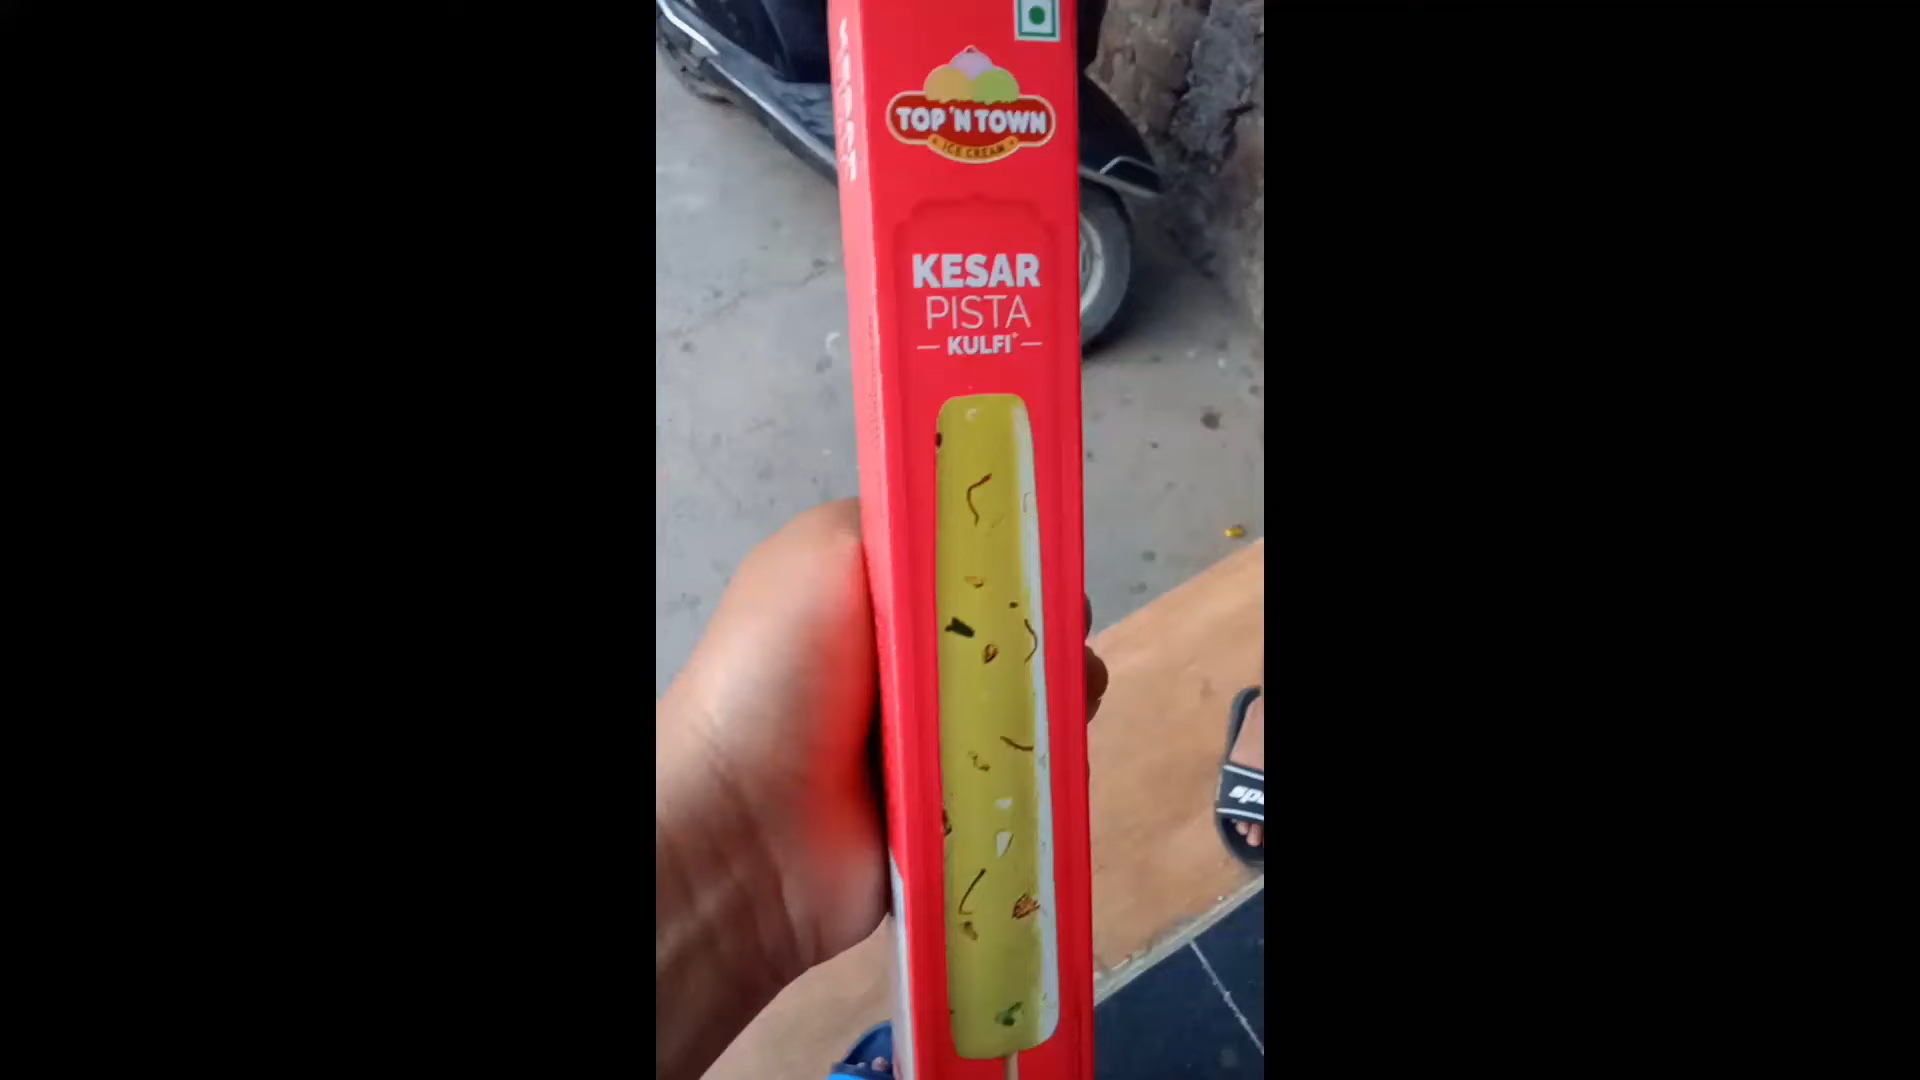 TOP 'N TOWN
ICE CREAM
KESAR
PISTA
KULFI*